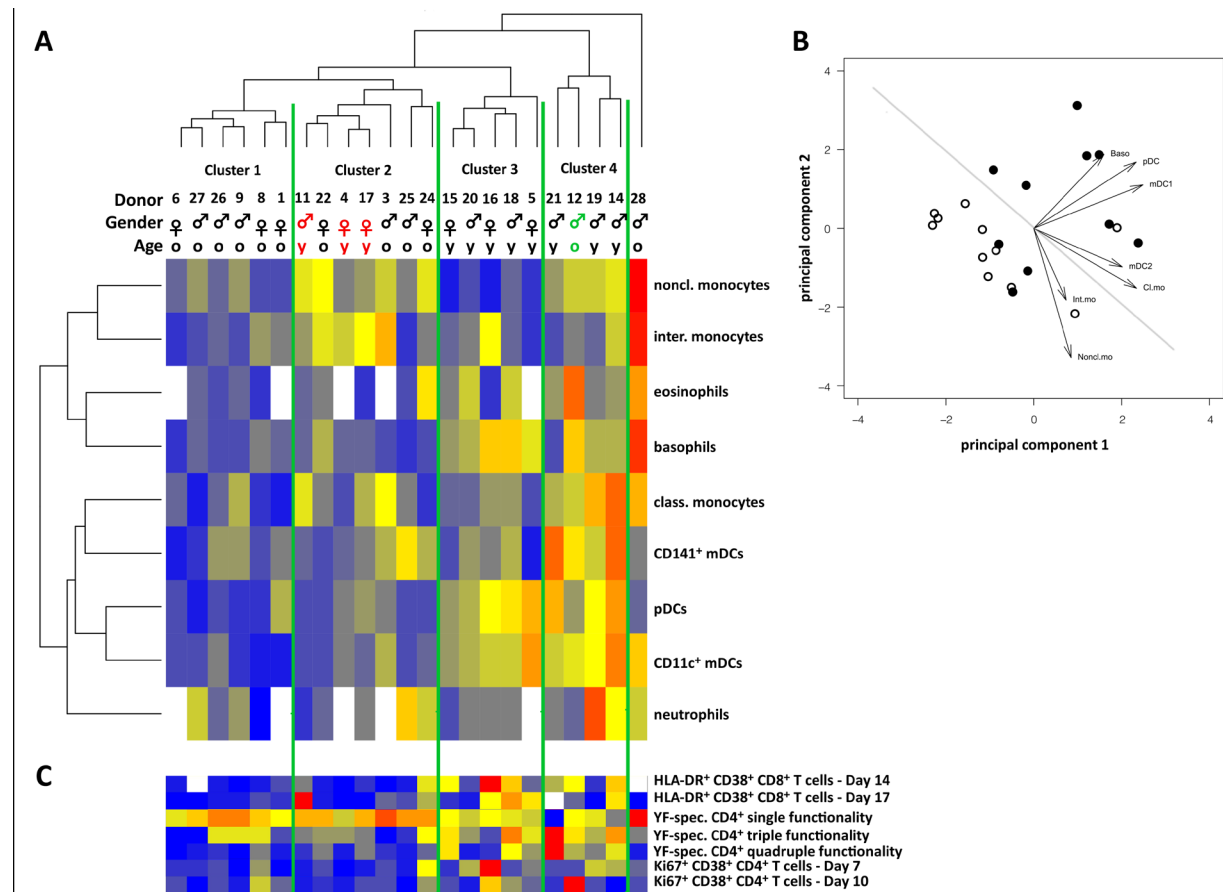 A
Cluster 1 Cluster 2 Cluster 3 Cluster 4
Donor 6 27 26 9 8 1 11 22 4 17 3 25 24 15 20 16 18 5 21 12 19 14 28
Gender ♀ ♂ ♂ ♂ ♀ ♀ ♂ ♀ ♀ ♀ ♂ ♂ ♀ ♀ ♂ ♀ ♂ ♀ ♂ ♂ ♂ ♂ ♂
Age o o o o o o y o y y o o o y y y y y y o y y o
noncl. monocytes
inter. monocytes
eosinophils
basophils
class. monocytes
CD141⁺ mDCs
pDCs
CD11c⁺ mDCs
neutrophils
B
principal component 2
4
2
0
−2
−4
Baso
pDC
mDC1
mDC2
Cl.mo
Int.mo
Noncl.mo
−4 −2 0 2 4
principal component 1
C
HLA-DR⁺ CD38⁺ CD8⁺ T cells - Day 14
HLA-DR⁺ CD38⁺ CD8⁺ T cells - Day 17
YF-spec. CD4⁺ single functionality
YF-spec. CD4⁺ triple functionality
YF-spec. CD4⁺ quadruple functionality
Ki67⁺ CD38⁺ CD4⁺ T cells - Day 7
Ki67⁺ CD38⁺ CD4⁺ T cells - Day 10